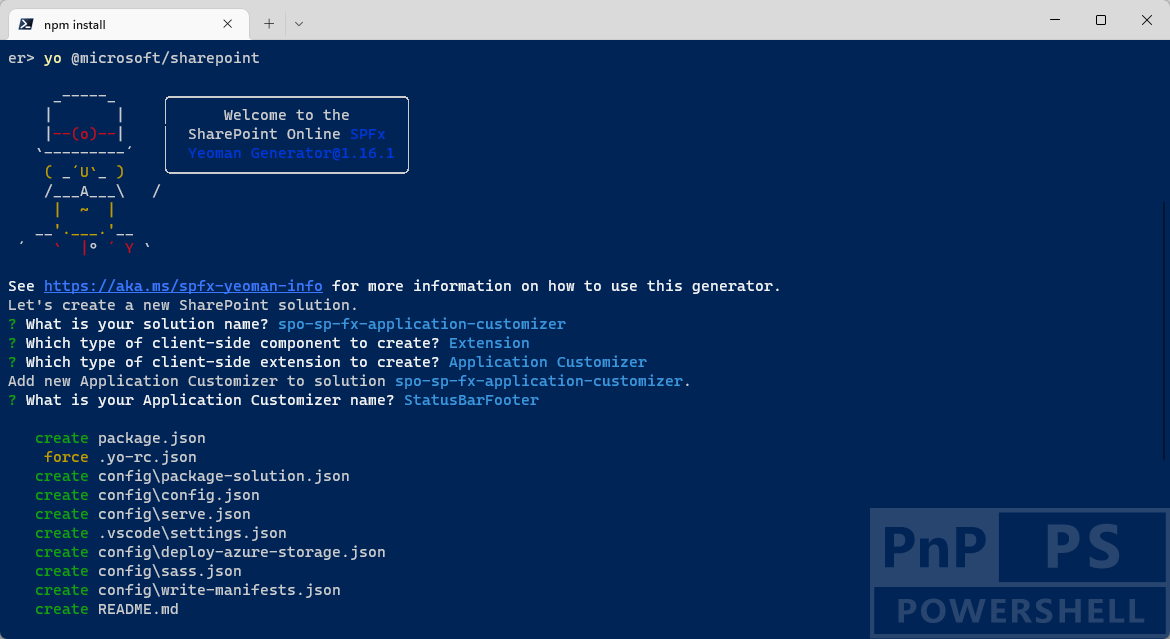 npm install
er> yo @microsoft/sharepoint
     _-----_
    |       |
    |--(o)--|
   `---------´
    ( _´U`_ )
    /___A___\   /
     |  ~  |
   __'.___.'__
 ´   `  |° ´ Y `
Welcome to the
SharePoint Online SPFx
Yeoman Generator@1.16.1
See https://aka.ms/spfx-yeoman-info for more information on how to use this generator.
Let's create a new SharePoint solution.
? What is your solution name? spo-sp-fx-application-customizer
? Which type of client-side component to create? Extension
? Which type of client-side extension to create? Application Customizer
Add new Application Customizer to solution spo-sp-fx-application-customizer.
? What is your Application Customizer name? StatusBarFooter
create package.json
force .yo-rc.json
create config\package-solution.json
create config\config.json
create config\serve.json
create .vscode\settings.json
create config\deploy-azure-storage.json
create config\sass.json
create config\write-manifests.json
create README.md
PnP PS
POWERSHELL